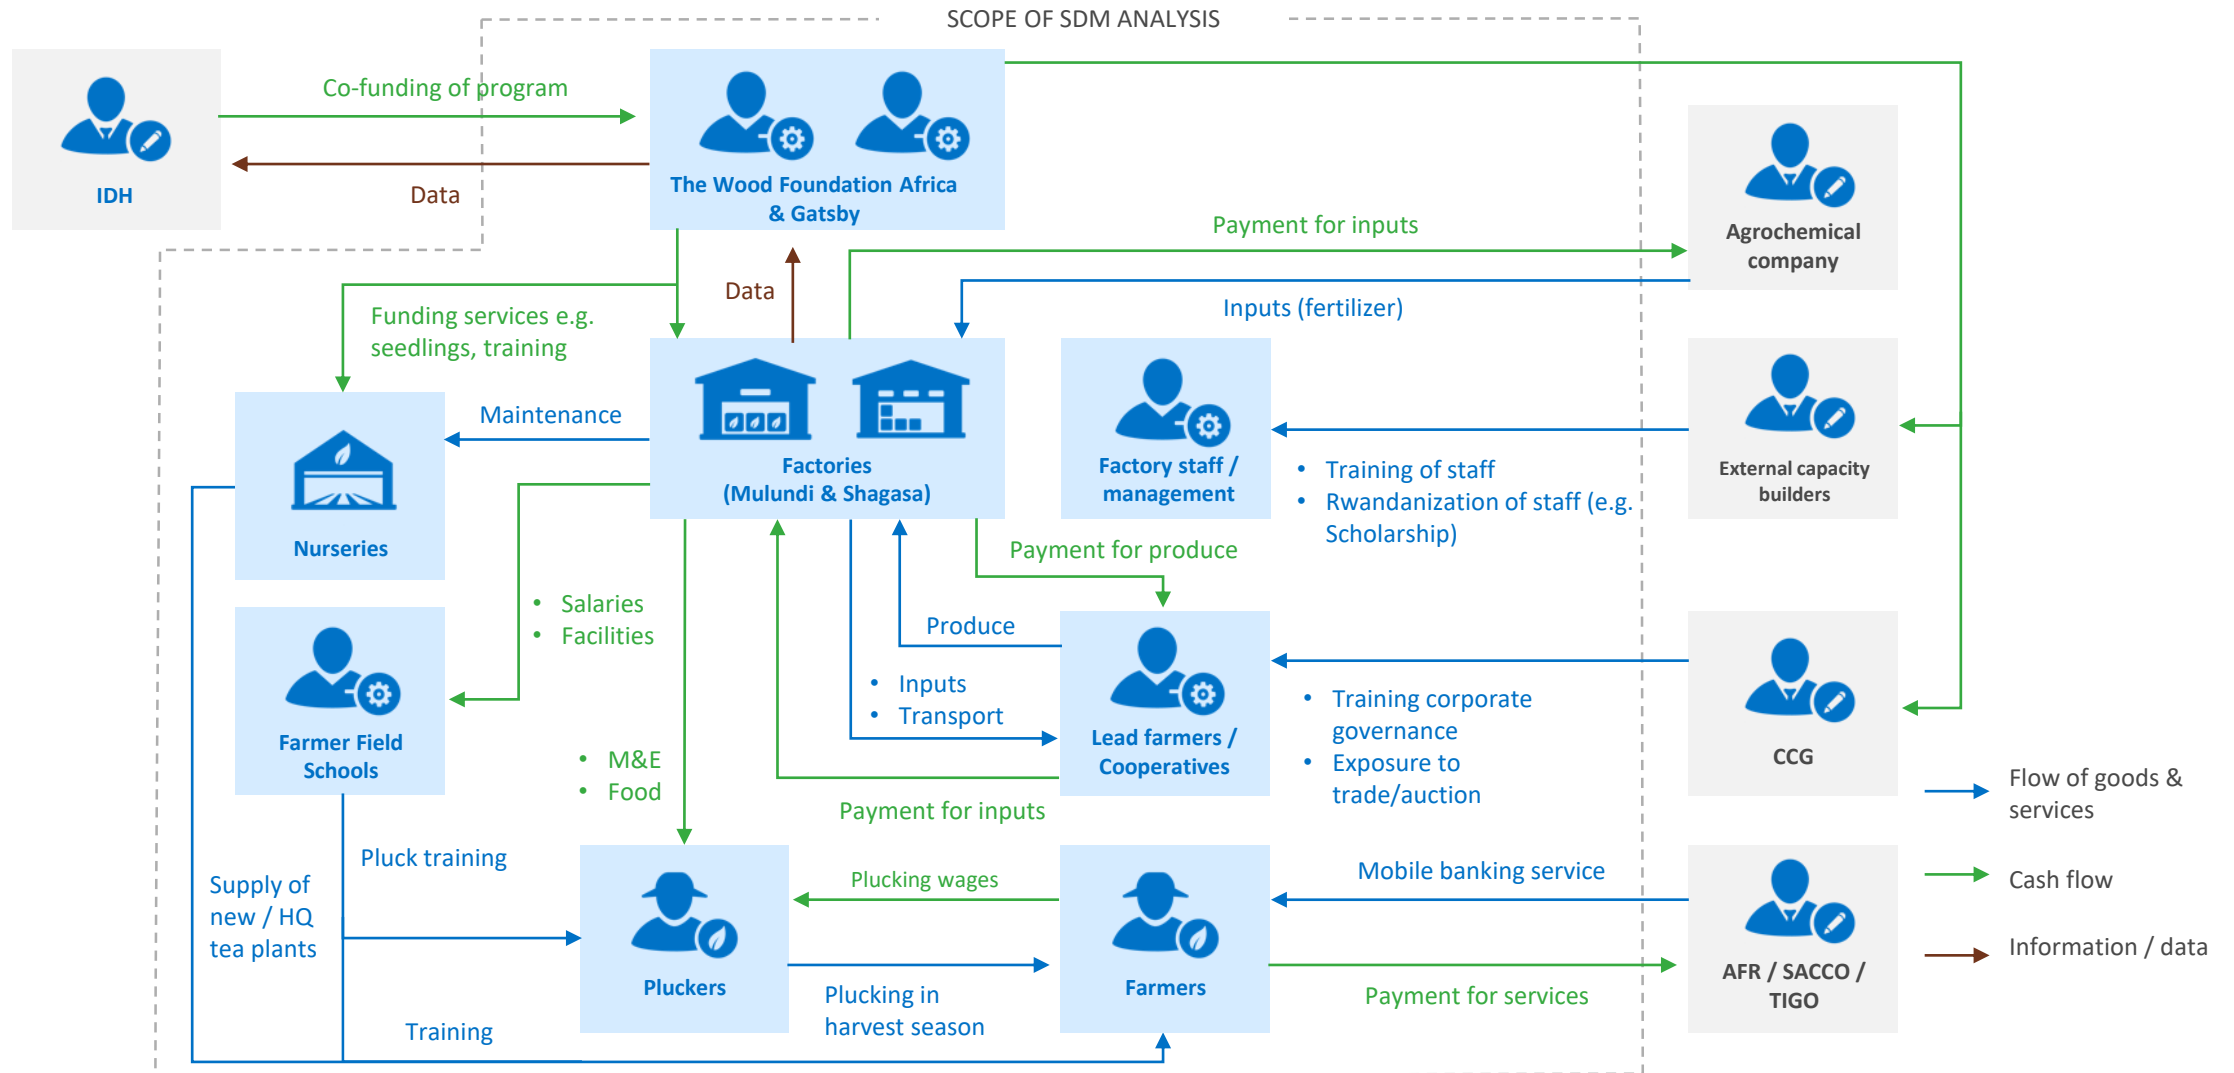 SCOPE OF SDM ANALYSIS
Co-funding of program
Data
IDH
The Wood Foundation Africa
& Gatsby
Payment for inputs
Agrochemical
company
Data
Inputs (fertilizer)
Funding services e.g.
seedlings, training
Maintenance
Factories
(Mulundi & Shagasa)
Factory staff /
management
• Training of staff
• Rwandanization of staff (e.g.
Scholarship)
External capacity
builders
Nurseries
Payment for produce
• Salaries
• Facilities
Produce
• Inputs
• Transport
Farmer Field
Schools
Lead farmers /
Cooperatives
• Training corporate
governance
• Exposure to
trade/auction
CCG
• M&E
• Food
Payment for inputs
Flow of goods &
services
Pluck training
Supply of
new / HQ
tea plants
Plucking wages
Mobile banking service
Cash flow
Information / data
Pluckers
Farmers
AFR / SACCO /
TIGO
Plucking in
harvest season
Payment for services
Training